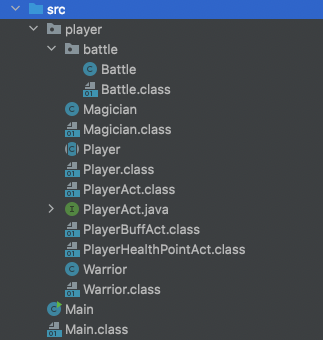 src
player
battle
Battle
Battle.class
Magician
Magician.class
Player
Player.class
PlayerAct.class
PlayerAct.java
PlayerBuffAct.class
PlayerHealthPointAct.class
Warrior
Warrior.class
Main
Main.class